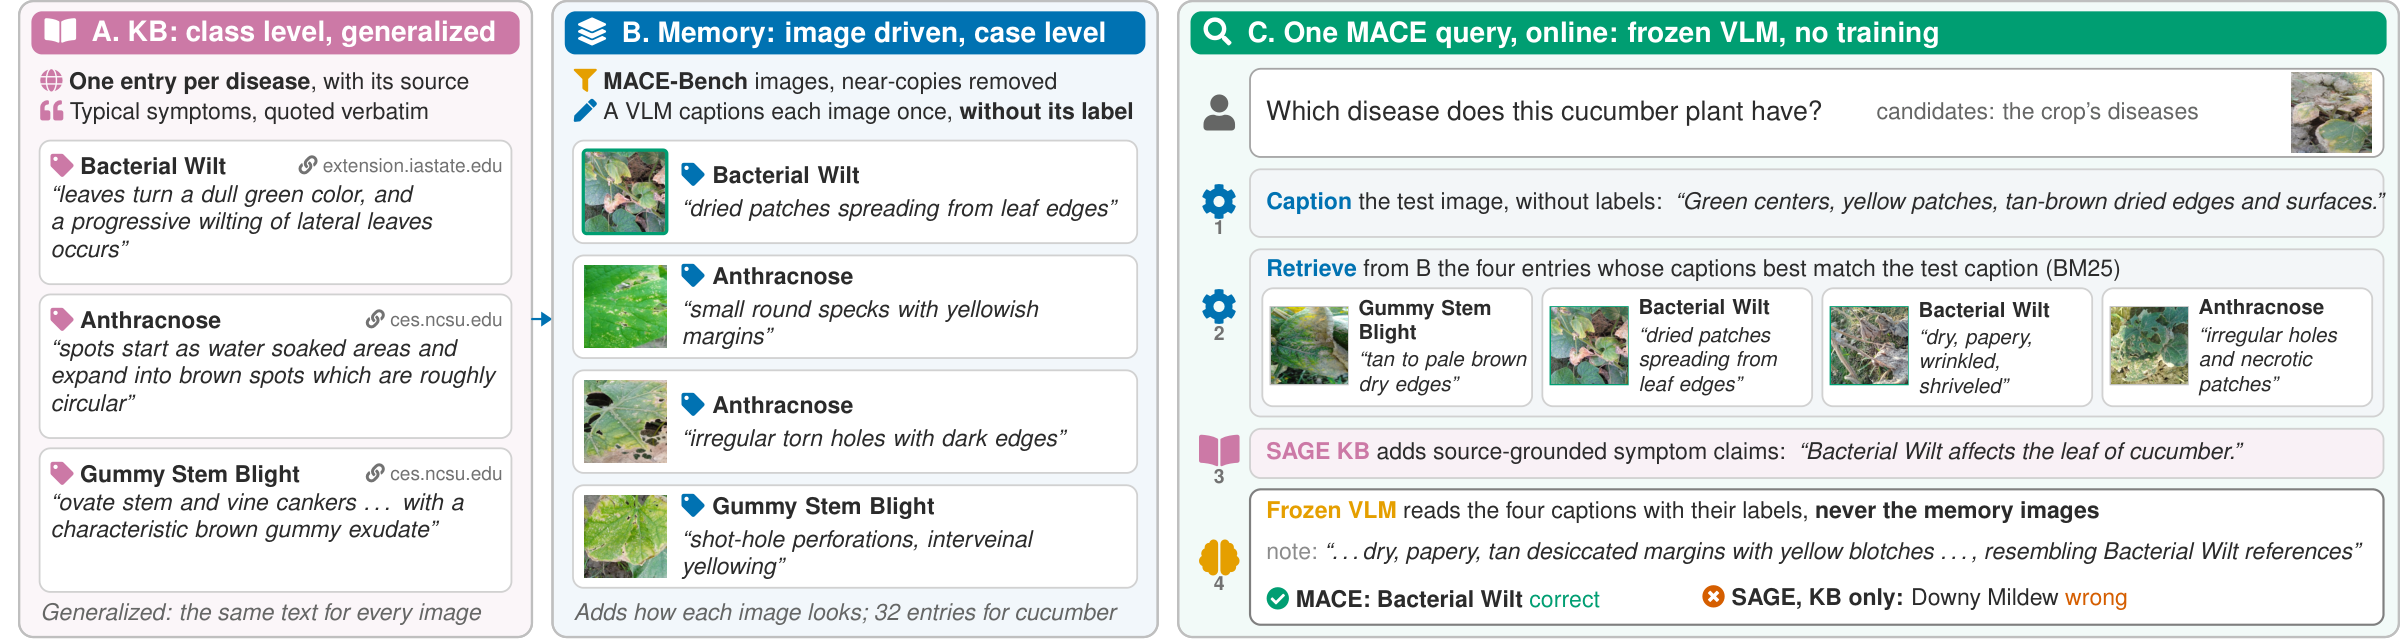 A. KB: class level, generalized
One entry per disease, with its source
Typical symptoms, quoted verbatim
Bacterial Wilt extension.iastate.edu
“leaves turn a dull green color, and
a progressive wilting of lateral leaves
occurs”
Anthracnose ces.ncsu.edu
“spots start as water soaked areas and
expand into brown spots which are roughly
circular”
Gummy Stem Blight ces.ncsu.edu
“ovate stem and vine cankers ... with a
characteristic brown gummy exudate”
Generalized: the same text for every image
B. Memory: image driven, case level
MACE-Bench images, near-copies removed
A VLM captions each image once, without its label
Bacterial Wilt
“dried patches spreading from leaf edges”
Anthracnose
“small round specks with yellowish
margins”
Anthracnose
“irregular torn holes with dark edges”
Gummy Stem Blight
“shot-hole perforations, interveinal
yellowing”
Adds how each image looks; 32 entries for cucumber
C. One MACE query, online: frozen VLM, no training
Which disease does this cucumber plant have? candidates: the crop's diseases
1
Caption the test image, without labels: “Green centers, yellow patches, tan-brown dried edges and surfaces.”
2
Retrieve from B the four entries whose captions best match the test caption (BM25)
Gummy Stem
Blight
“tan to pale brown
dry edges”
Bacterial Wilt
“dried patches
spreading from
leaf edges”
Bacterial Wilt
“dry, papery,
wrinkled,
shriveled”
Anthracnose
“irregular holes
and necrotic
patches”
3
SAGE KB adds source-grounded symptom claims: “Bacterial Wilt affects the leaf of cucumber.”
4
Frozen VLM reads the four captions with their labels, never the memory images
note: “...dry, papery, tan desiccated margins with yellow blotches ..., resembling Bacterial Wilt references”
MACE: Bacterial Wilt correct
SAGE, KB only: Downy Mildew wrong